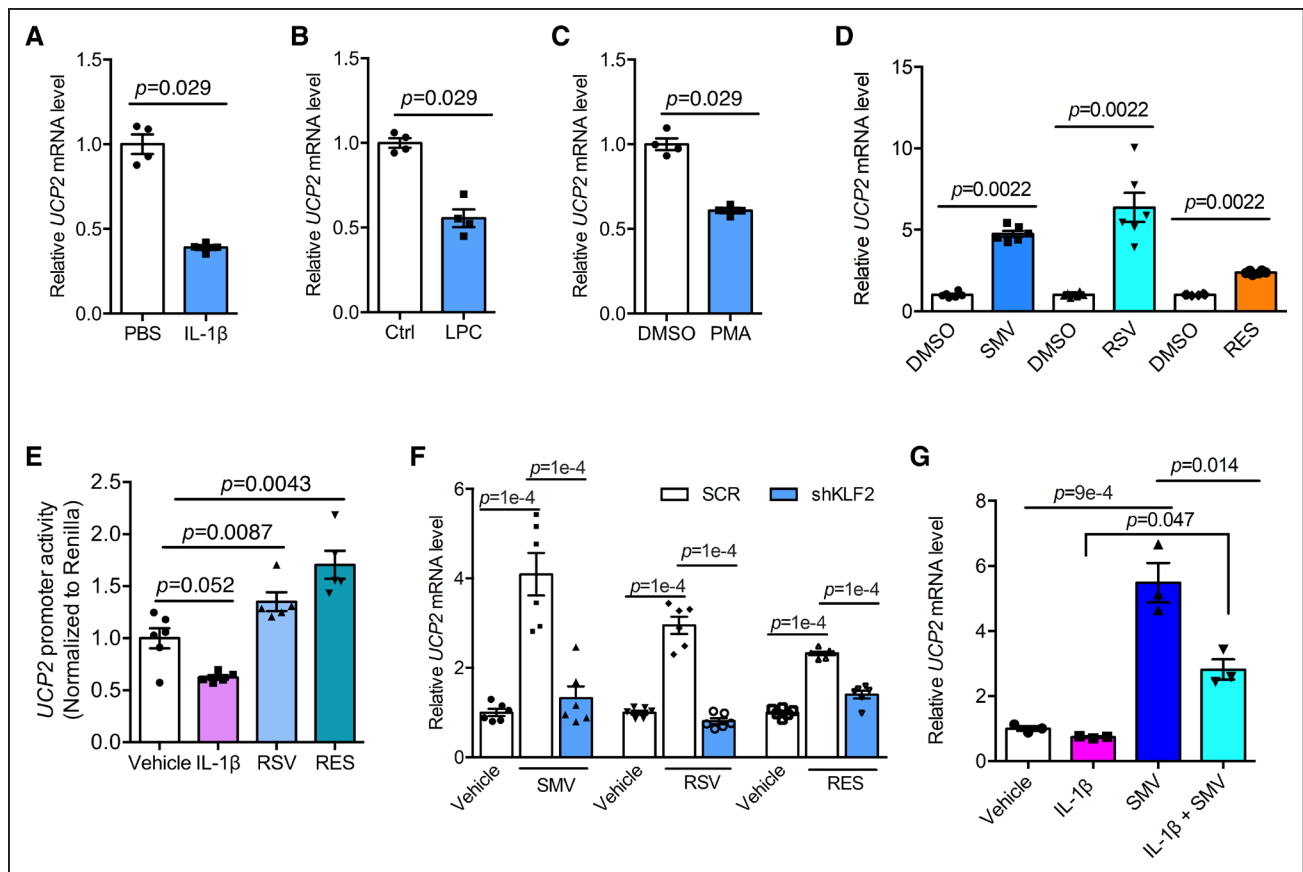 A
Relative UCP2 mRNA level
1.5
1.0
0.5
0.0
p=0.029
PBS IL-1β
B
Relative UCP2 mRNA level
1.5
1.0
0.5
0.0
p=0.029
Ctrl LPC
C
Relative UCP2 mRNA level
1.5
1.0
0.5
0.0
p=0.029
DMSO PMA
D
Relative UCP2 mRNA level
15
10
5
0
p=0.0022
p=0.0022
p=0.0022
DMSO
SMV
DMSO
RSV
DMSO
RES
E
UCP2 promoter activity
(Normalized to Renilla)
2.5
2.0
1.5
1.0
0.5
0.0
p=0.0043
p=0.0087
p=0.052
Vehicle IL-1β RSV RES
F
Relative UCP2 mRNA level
6
4
2
0
SCR shKLF2
p=1e-4
p=1e-4
p=1e-4
p=1e-4
p=1e-4
p=1e-4
Vehicle
SMV
Vehicle
RSV
Vehicle
RES
G
Relative UCP2 mRNA level
8
6
4
2
0
p=0.014
p=9e-4
p=0.047
Vehicle
IL-1β
SMV
IL-1β + SMV